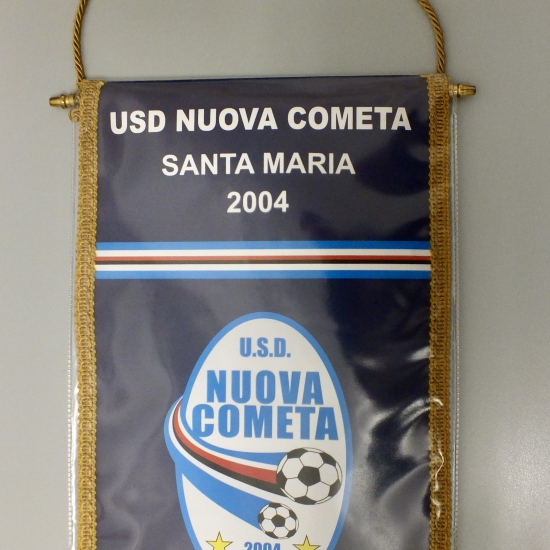 USD NUOVA COMETA
SANTA MARIA
2004
U.S.D.
NUOVA
COMETA
2004